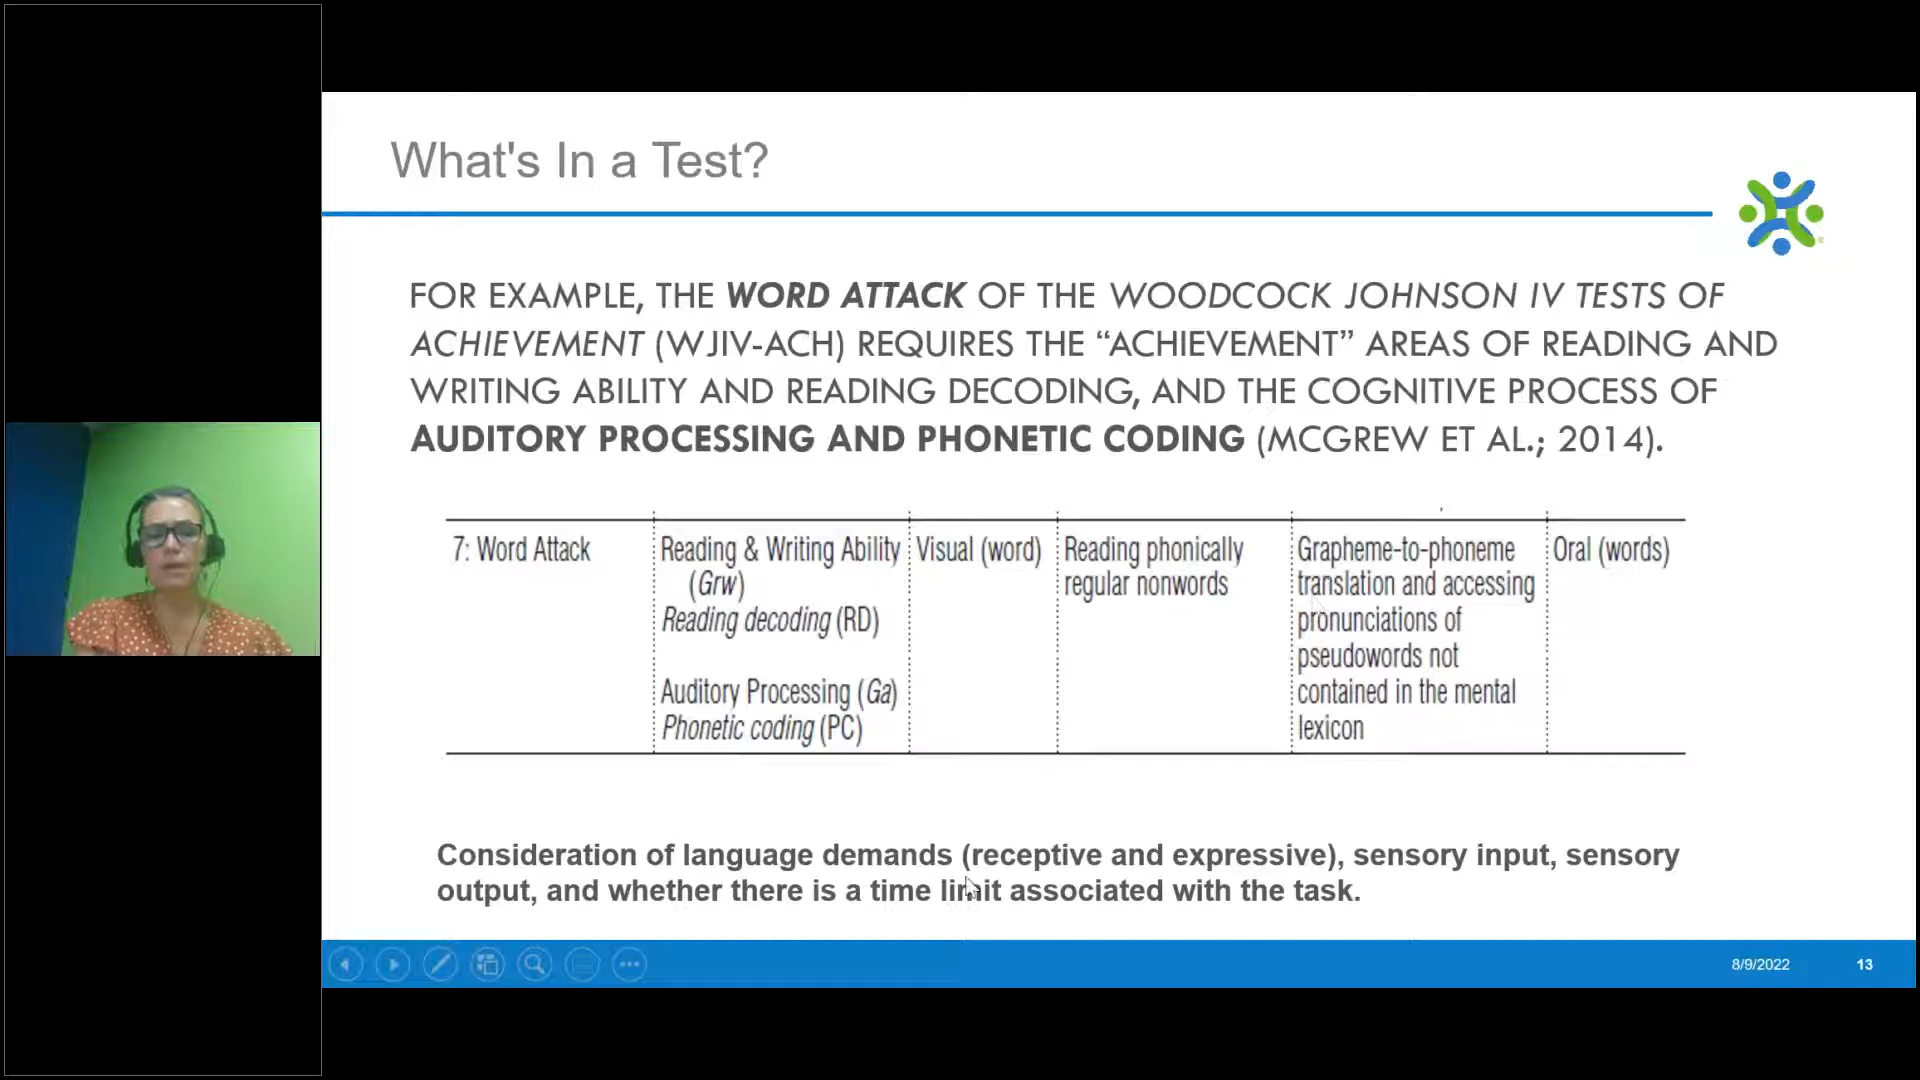 What's In a Test?
FOR EXAMPLE, THE WORD ATTACK OF THE WOODCOCK JOHNSON IV TESTS OF
ACHIEVEMENT (WJIV-ACH) REQUIRES THE “ACHIEVEMENT” AREAS OF READING AND
WRITING ABILITY AND READING DECODING, AND THE COGNITIVE PROCESS OF
AUDITORY PROCESSING AND PHONETIC CODING (MCGREW ET AL.; 2014).
7: Word Attack
Reading & Writing Ability
(Grw)
Reading decoding (RD)
Auditory Processing (Ga)
Phonetic coding (PC)
Visual (word)
Reading phonically
regular nonwords
Grapheme-to-phoneme
translation and accessing
pronunciations of
pseudowords not
contained in the mental
lexicon
Oral (words)
Consideration of language demands (receptive and expressive), sensory input, sensory
output, and whether there is a time limit associated with the task.
8/9/2022
13